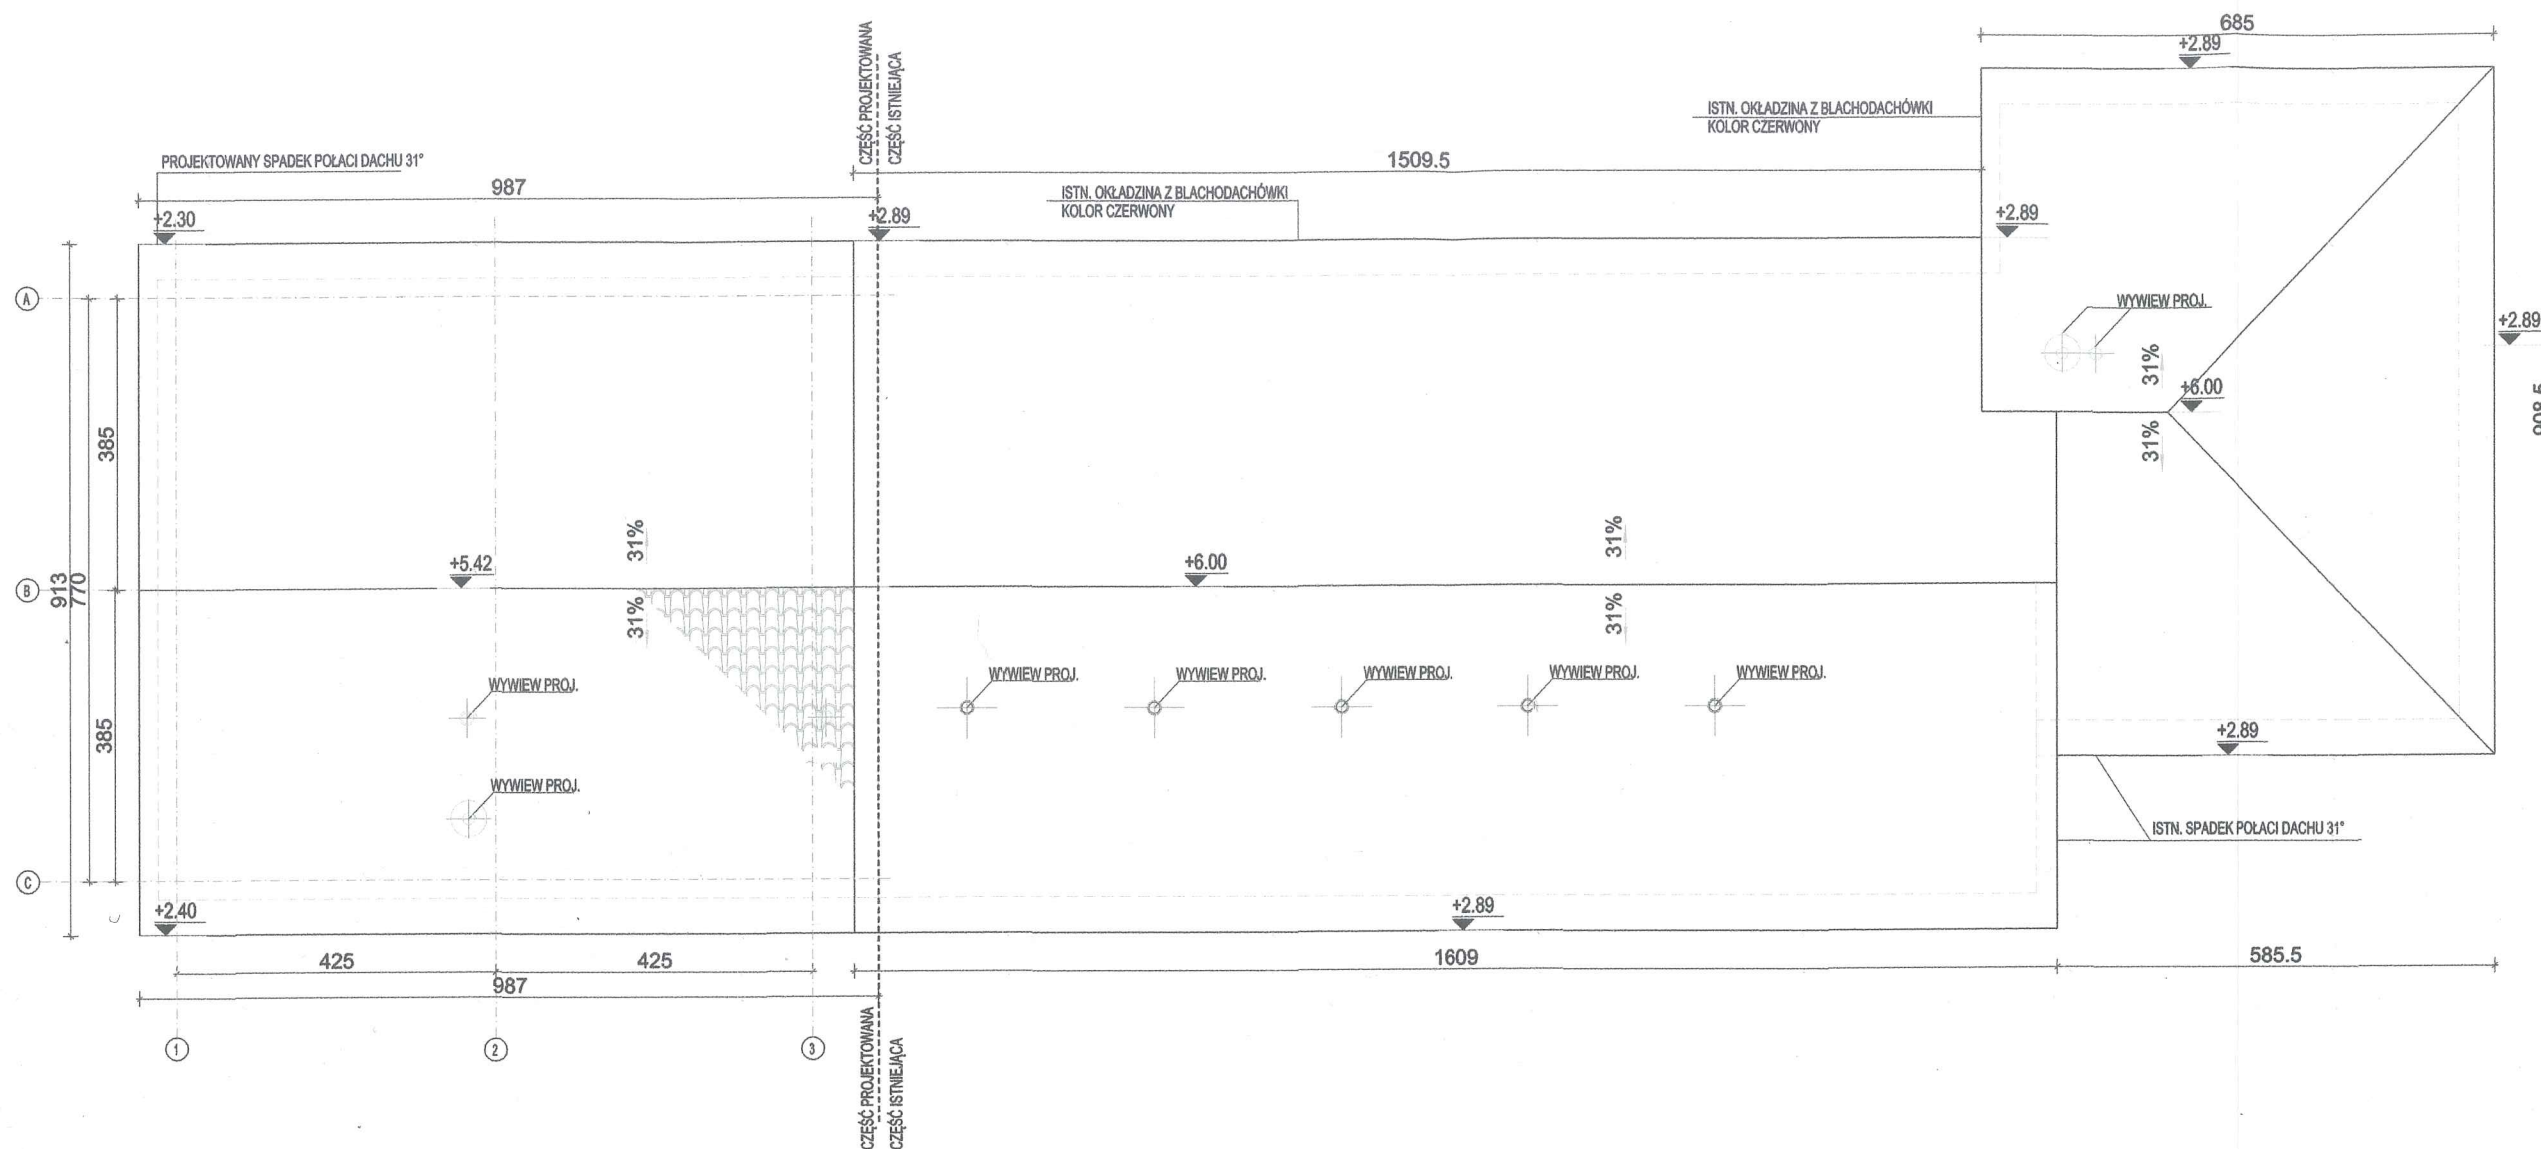 685
+2.89
CZĘŚĆ PROJEKTOWANA
CZĘŚĆ ISTNIEJĄCA
ISTN. OKŁADZINA Z BLACHODACHÓWKI
KOLOR CZERWONY
PROJEKTOWANY SPADEK POŁACI DACHU 31°
1509.5
987
ISTN. OKŁADZINA Z BLACHODACHÓWKI
KOLOR CZERWONY
+2.30
+2.89
+2.89
A
WYWIEW PROJ.
+2.89
31%
+6.00
908.5
385
31%
31%
31%
+5.42
+6.00
B
913
770
31%
31%
WYWIEW PROJ.
WYWIEW PROJ.
WYWIEW PROJ.
WYWIEW PROJ.
WYWIEW PROJ.
WYWIEW PROJ.
385
+2.89
WYWIEW PROJ.
ISTN. SPADEK POŁACI DACHU 31°
C
+2.40
+2.89
425
425
1609
585.5
987
1
2
3
CZĘŚĆ PROJEKTOWANA
CZĘŚĆ ISTNIEJĄCA